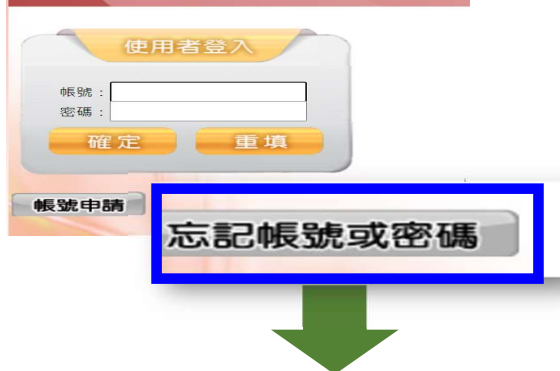 使用者登入
帳號：
密碼：
確定 重填
帳號申請
忘記帳號或密碼